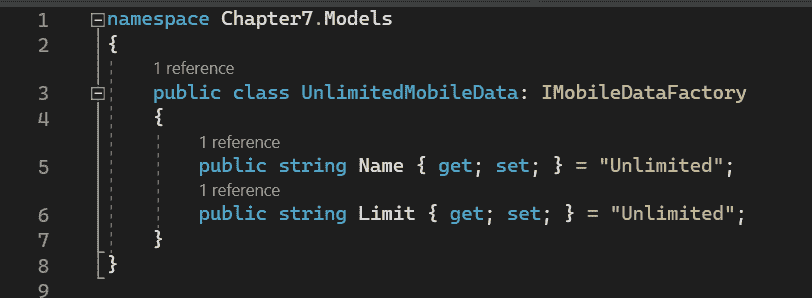 1 namespace Chapter7.Models
2 {
1 reference
3 public class UnlimitedMobileData: IMobileDataFactory
4 {
1 reference
5 public string Name { get; set; } = "Unlimited";
1 reference
6 public string Limit { get; set; } = "Unlimited";
7 }
8 }
9